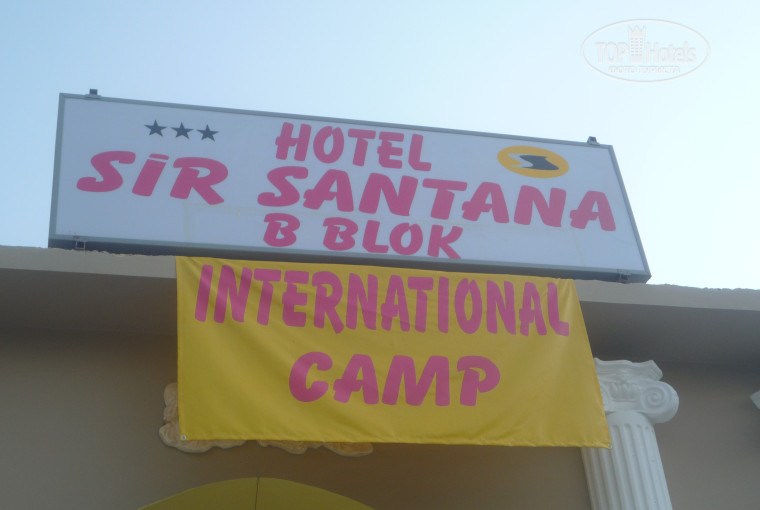 TOP Hotels
HOTEL
SİR SANTANA
B BLOK
INTERNATIONAL
CAMP